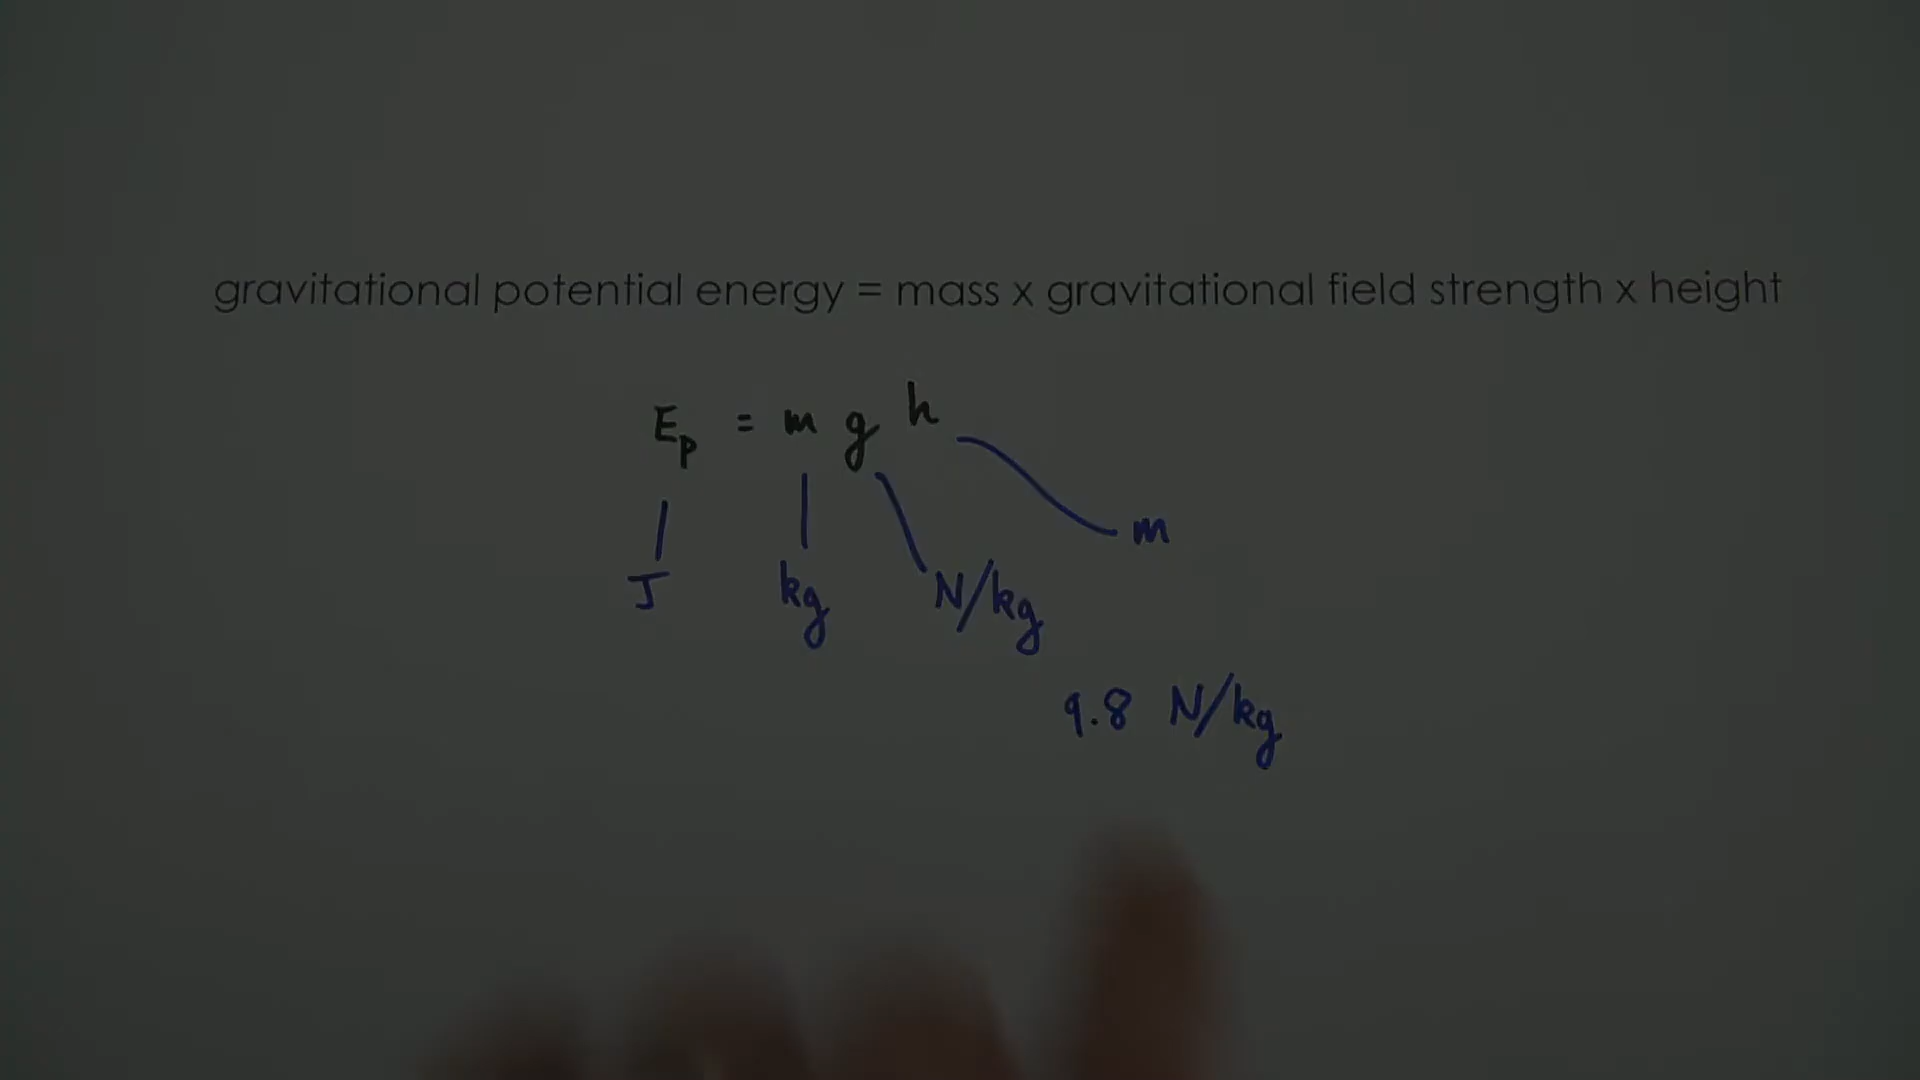 gravitational potential energy = mass x gravitational field strength x height
Ep = m g h
J kg N/kg m
9.8 N/kg